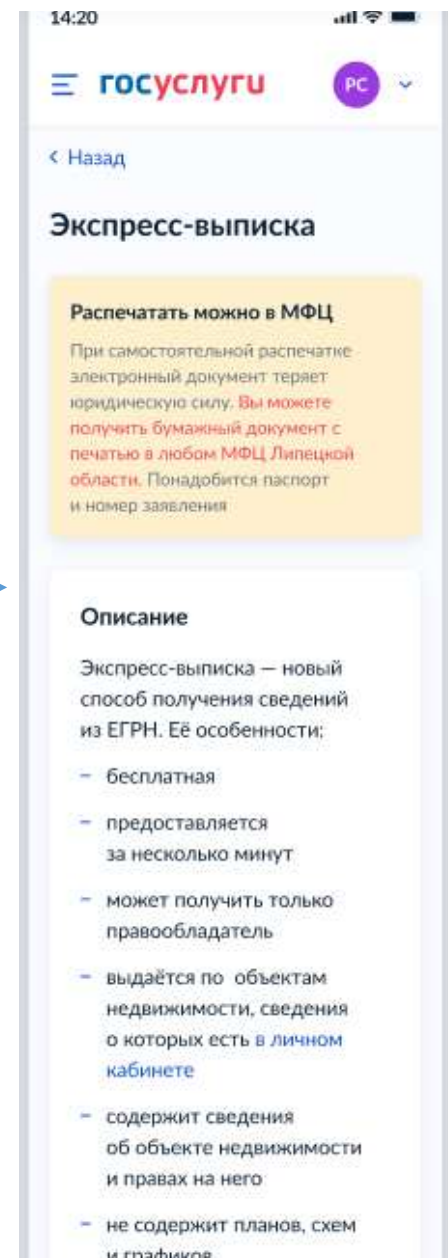 14:20
госуслуги
РС
Назад
Экспресс-выписка
Распечатать можно в МФЦ
При самостоятельной распечатке
электронный документ теряет
юридическую силу. Вы можете
получить бумажный документ с
печатью в любом МФЦ Липецкой
области. Понадобится паспорт
и номер заявления
Описание
Экспресс-выписка — новый
способ получения сведений
из ЕГРН. Её особенности:
– бесплатная
– предоставляется
за несколько минут
– может получить только
правообладатель
– выдаётся по объектам
недвижимости, сведения
о которых есть в личном
кабинете
– содержит сведения
об объекте недвижимости
и правах на него
– не содержит планов, схем
и графиков